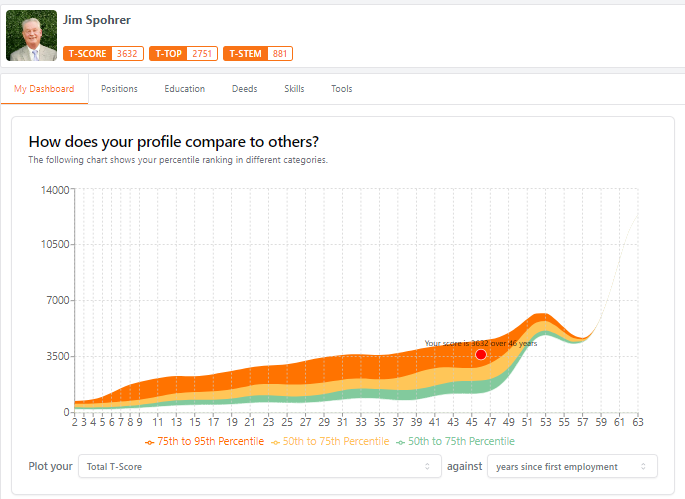 Jim Spohrer
T-SCORE 3632 T-TOP 2751 T-STEM 881
My Dashboard Positions Education Deeds Skills Tools
How does your profile compare to others?
The following chart shows your percentile ranking in different categories.
14000
10500
7000
Your score is 3632 over 46 years
3500
0
2 3 4 5 6 7 8 9 11 13 15 17 19 21 23 25 27 29 31 33 35 37 39 41 43 45 47 49 51 53 55 57 59 61 63
75th to 95th Percentile 50th to 75th Percentile 50th to 75th Percentile
Plot your Total T-Score against years since first employment